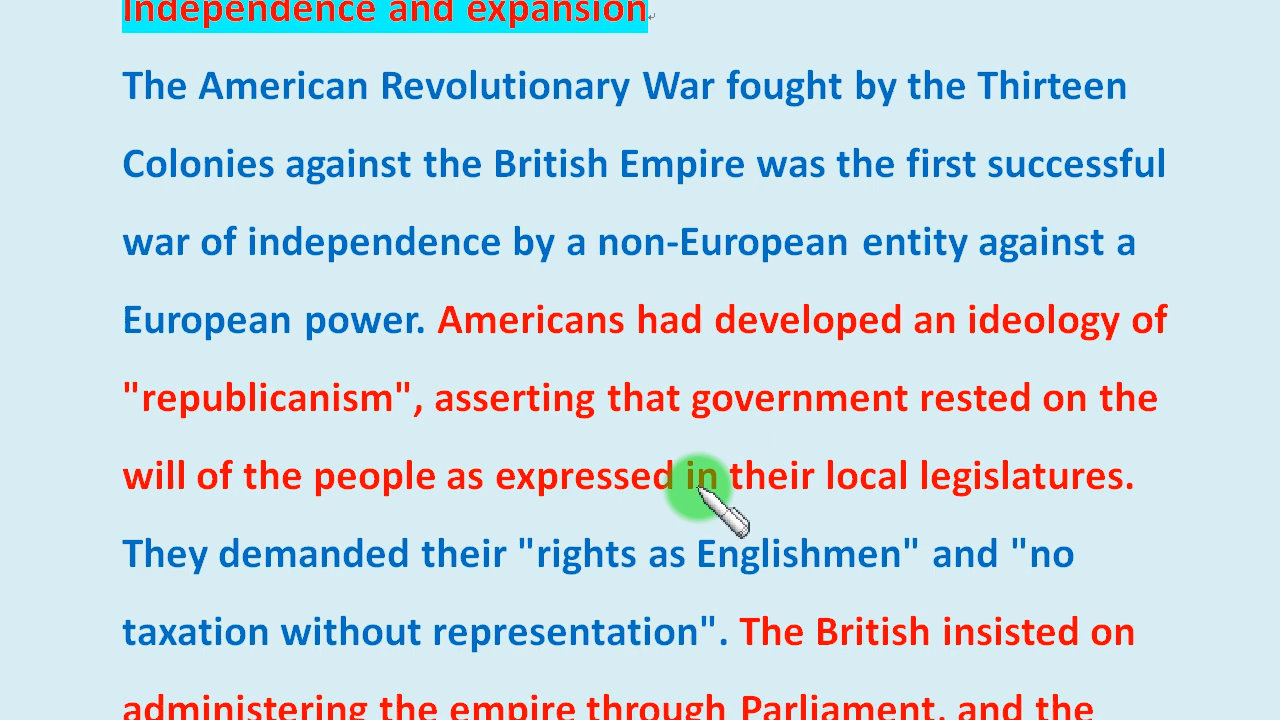 Independence and expansion
The American Revolutionary War fought by the Thirteen
Colonies against the British Empire was the first successful
war of independence by a non-European entity against a
European power. Americans had developed an ideology of
"republicanism", asserting that government rested on the
will of the people as expressed in their local legislatures.
They demanded their "rights as Englishmen" and "no
taxation without representation". The British insisted on
administering the empire through Parliament, and the